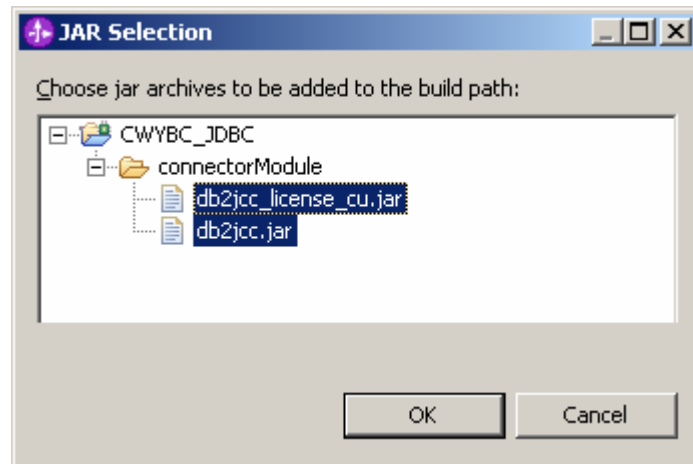 JAR Selection
Choose jar archives to be added to the build path:
CWYBC_JDBC
connectorModule
db2jcc_license_cu.jar
db2jcc.jar
OK Cancel